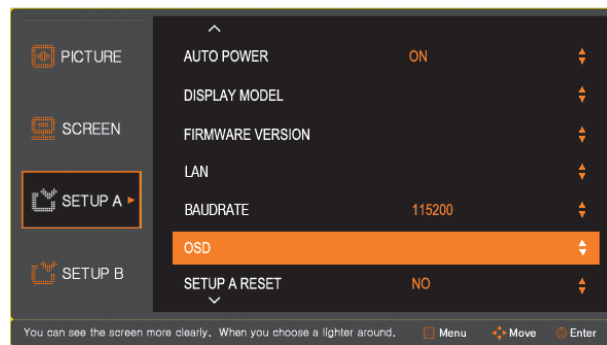 PICTURE
SCREEN
SETUP A
SETUP B
AUTO POWER ON
DISPLAY MODEL
FIRMWARE VERSION
LAN
BAUDRATE 115200
OSD
SETUP A RESET NO
You can see the screen more clearly. When you choose a lighter around. Menu Move Enter